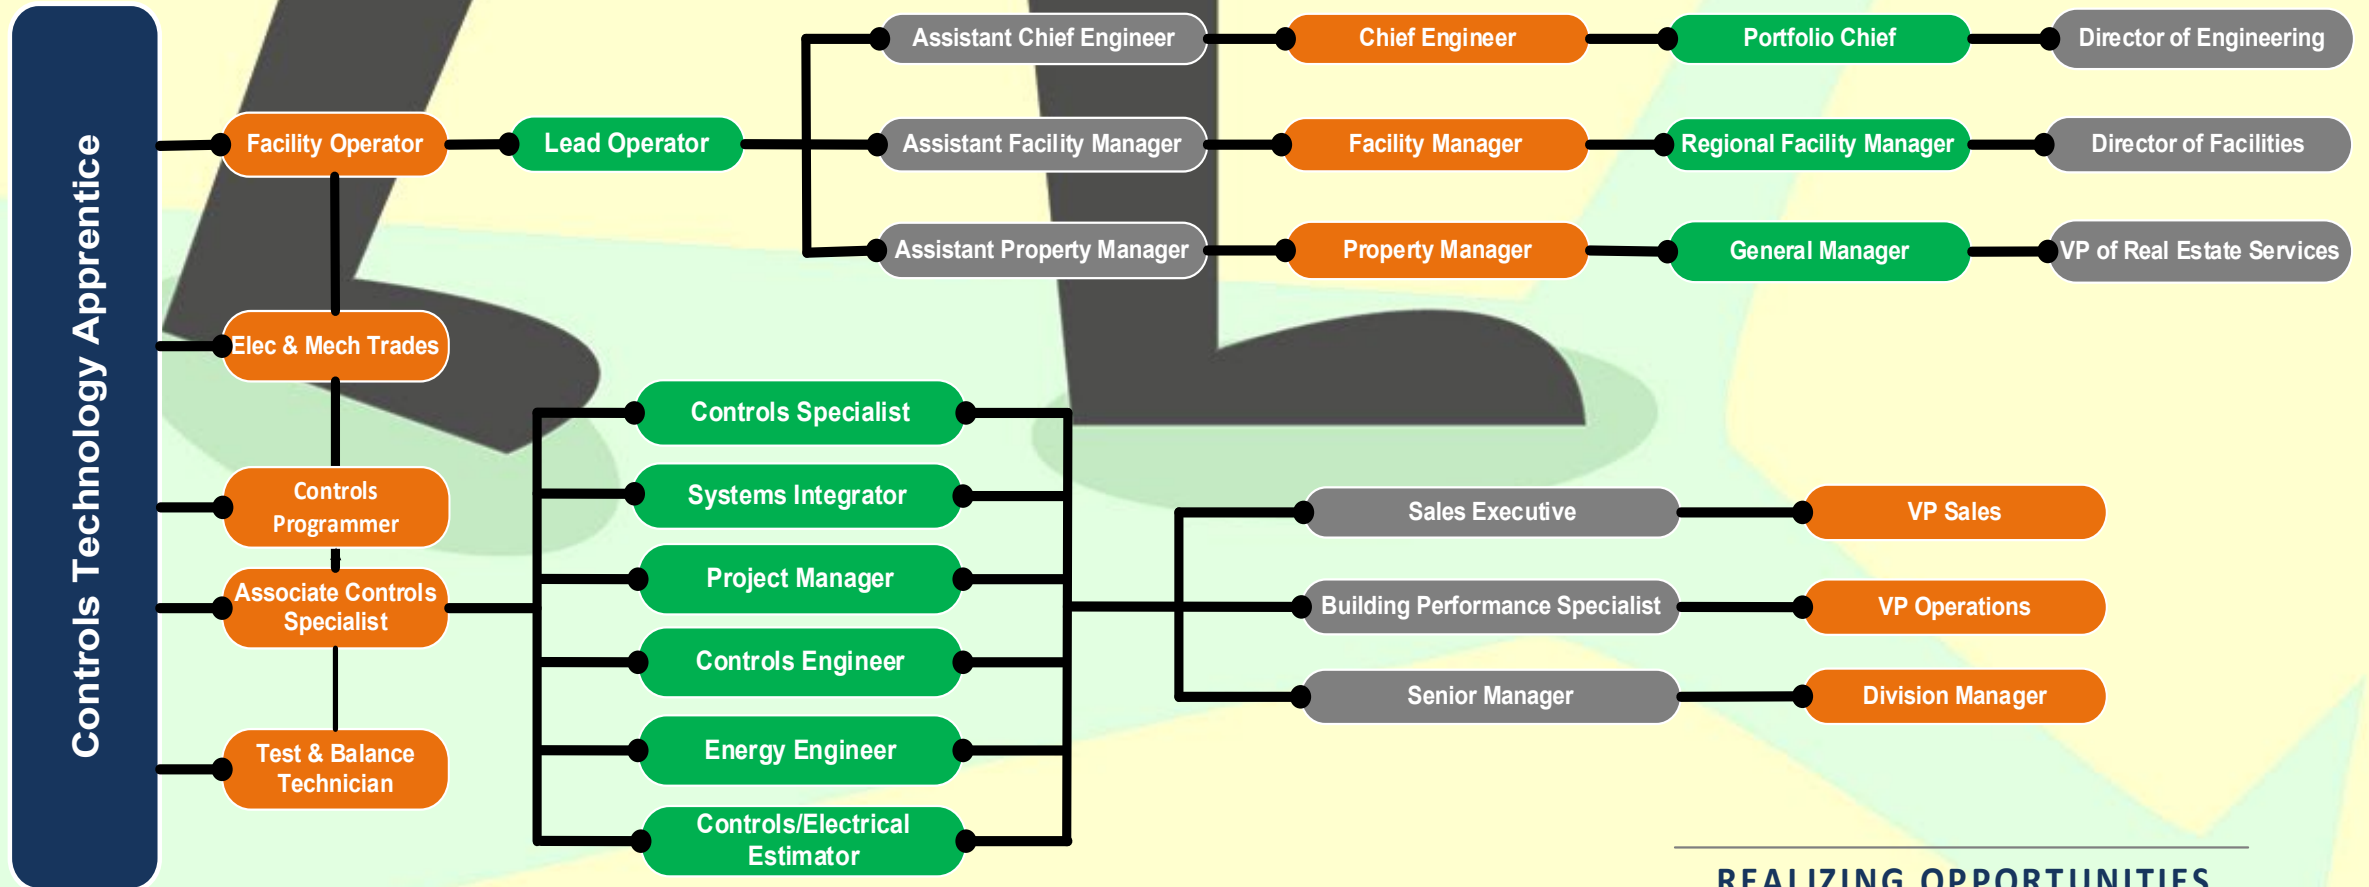 Controls Technology Apprentice
Facility Operator
Lead Operator
Assistant Chief Engineer
Chief Engineer
Portfolio Chief
Director of Engineering
Assistant Facility Manager
Facility Manager
Regional Facility Manager
Director of Facilities
Assistant Property Manager
Property Manager
General Manager
VP of Real Estate Services
Elec & Mech Trades
Controls
Programmer
Associate Controls
Specialist
Test & Balance
Technician
Controls Specialist
Systems Integrator
Project Manager
Controls Engineer
Energy Engineer
Controls/Electrical
Estimator
Sales Executive
VP Sales
Building Performance Specialist
VP Operations
Senior Manager
Division Manager
REALIZING OPPORTUNITIES